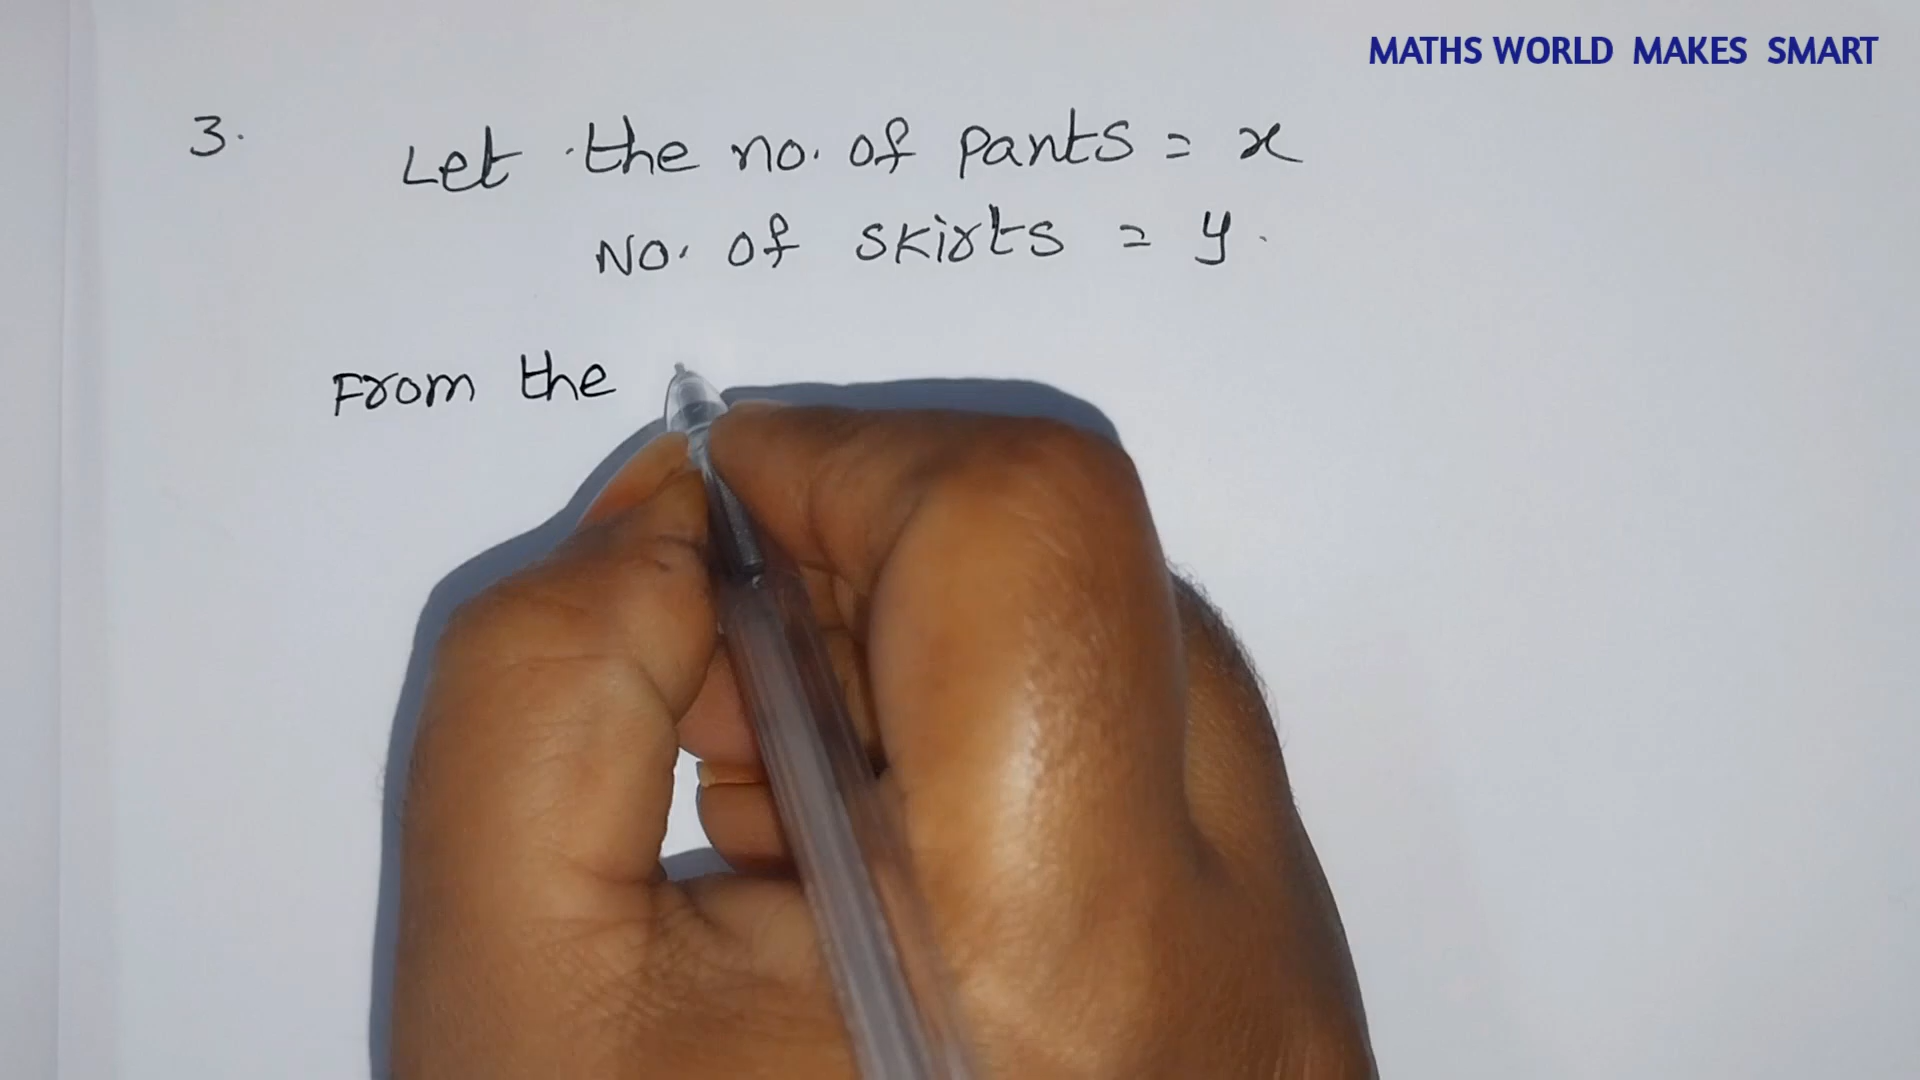 MATHS WORLD MAKES SMART
3. Let the no. of pants = x
No. of skirts = y.
From the